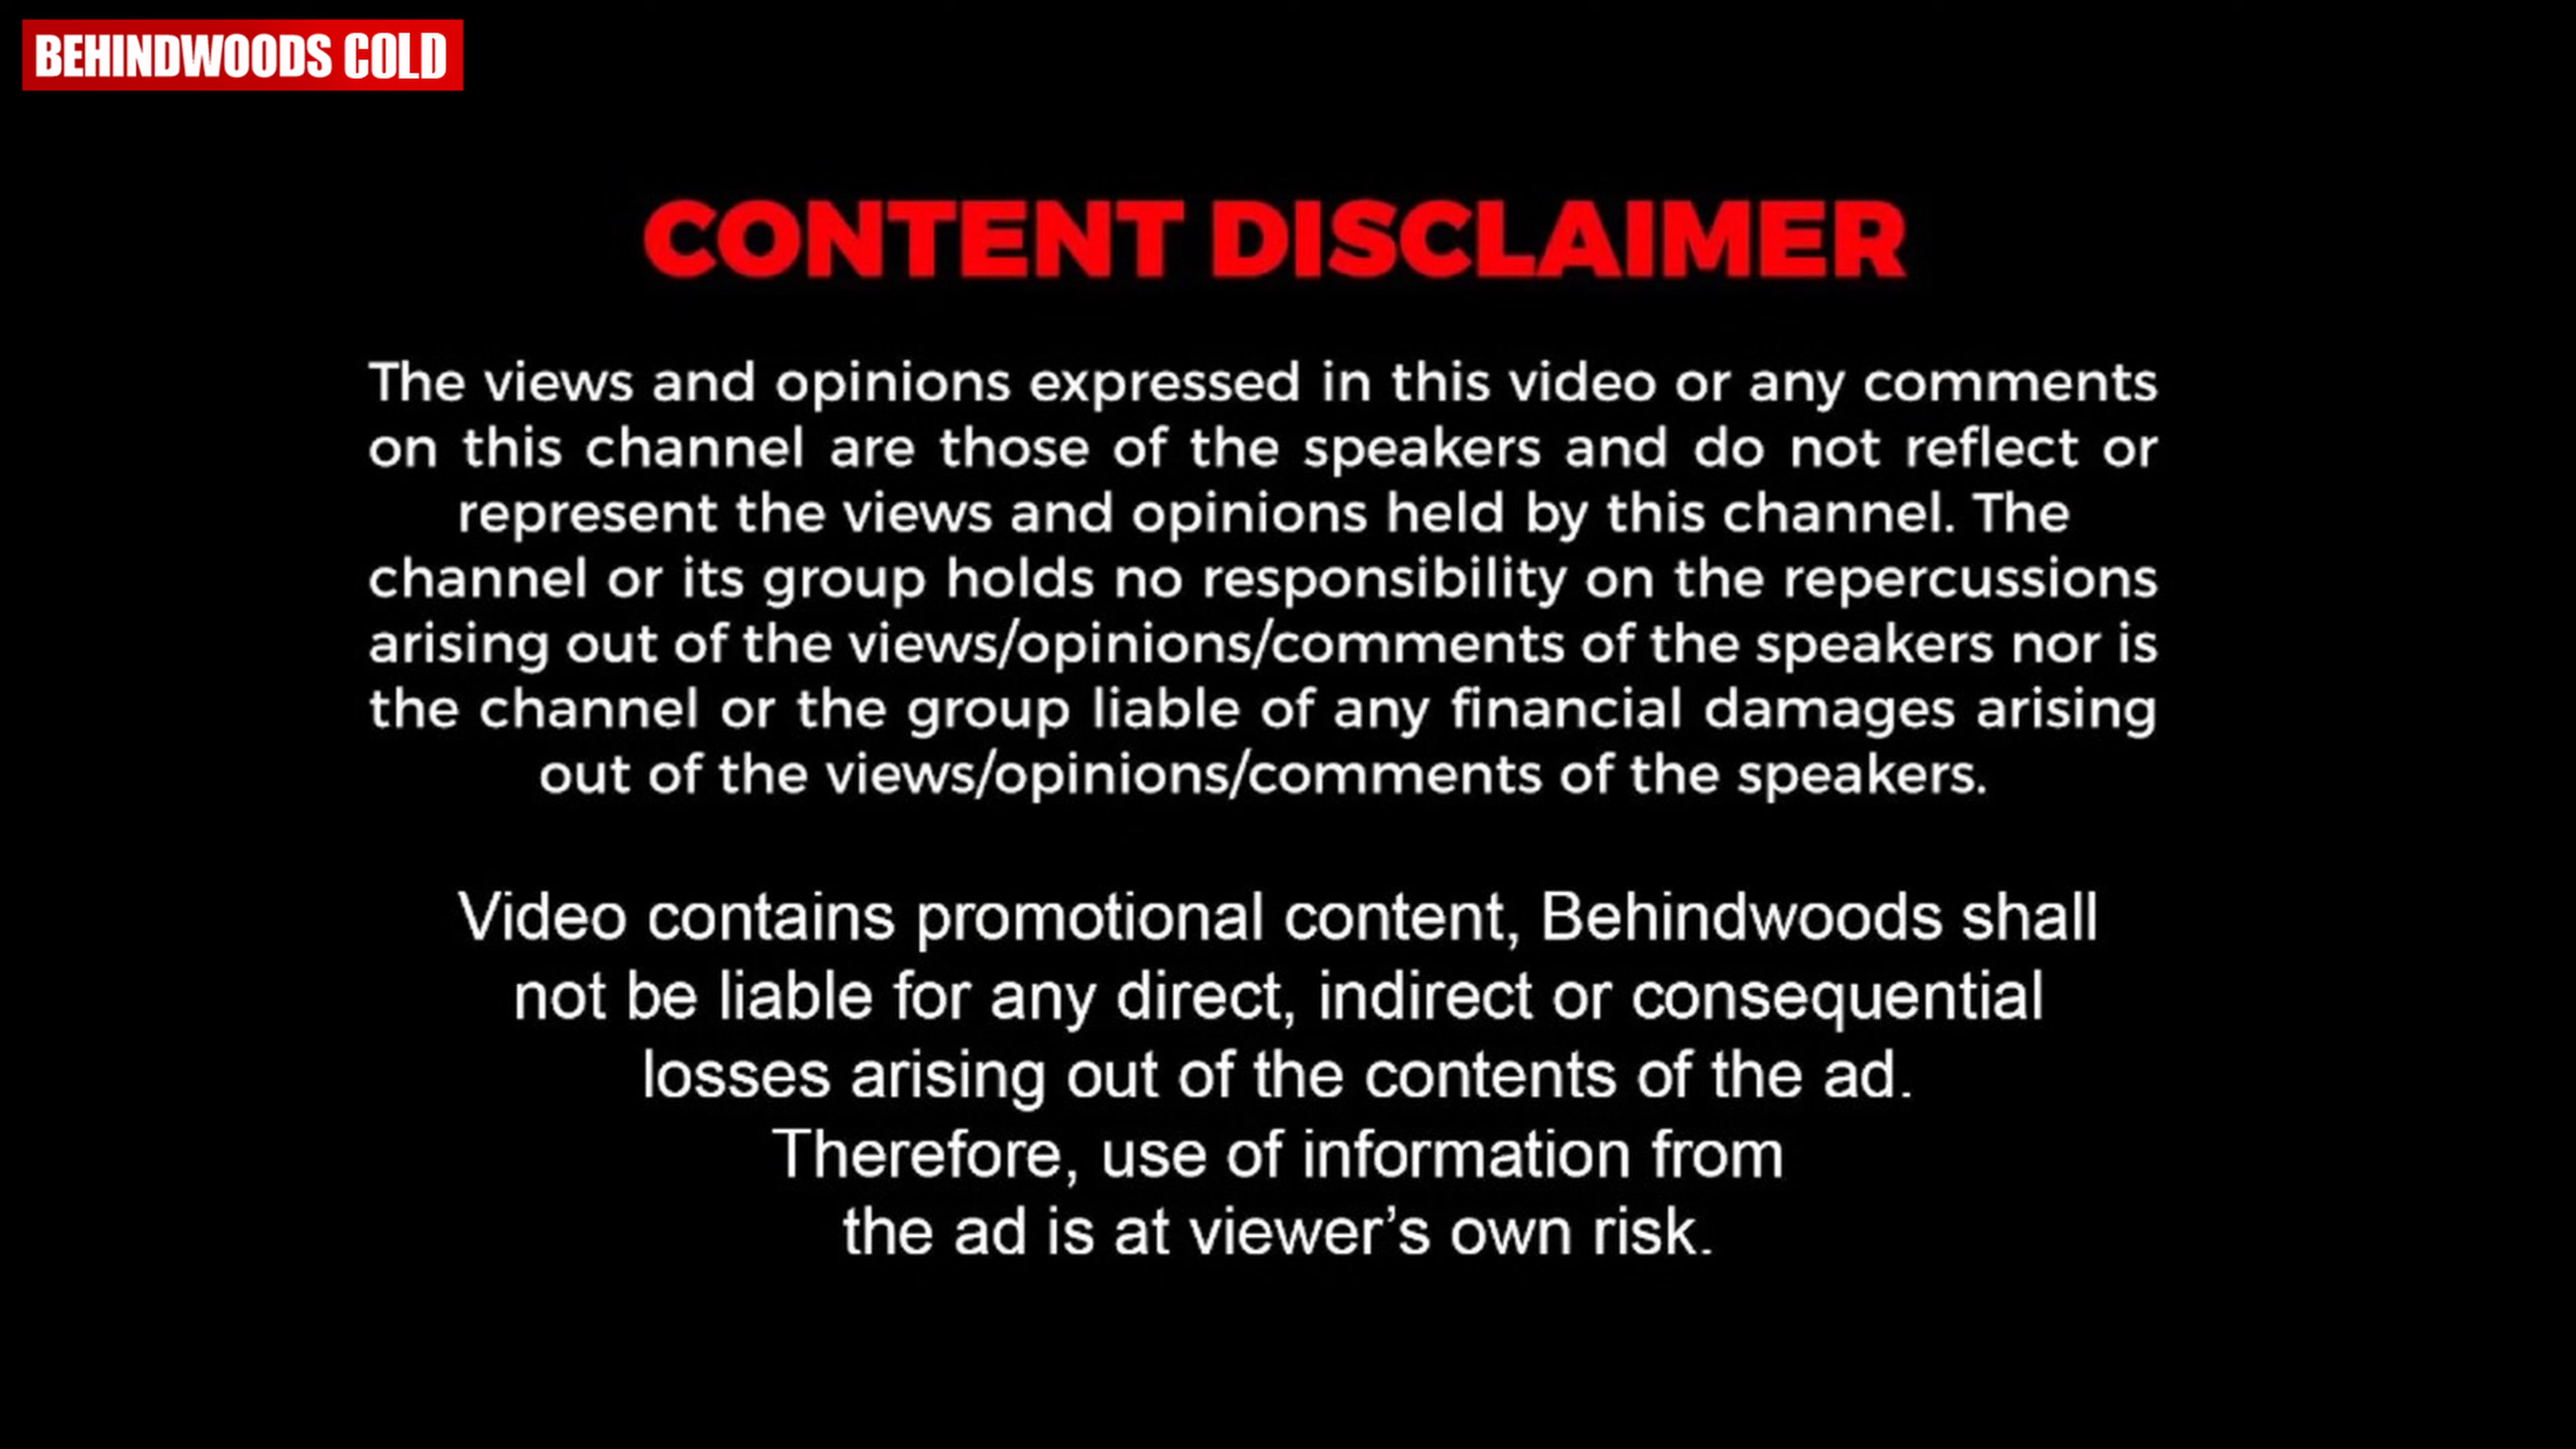 BEHINDWOODS COLD
CONTENT DISCLAIMER
The views and opinions expressed in this video or any comments
on this channel are those of the speakers and do not reflect or
represent the views and opinions held by this channel. The
channel or its group holds no responsibility on the repercussions
arising out of the views/opinions/comments of the speakers nor is
the channel or the group liable of any financial damages arising
out of the views/opinions/comments of the speakers.
Video contains promotional content, Behindwoods shall
not be liable for any direct, indirect or consequential
losses arising out of the contents of the ad.
Therefore, use of information from
the ad is at viewer’s own risk.